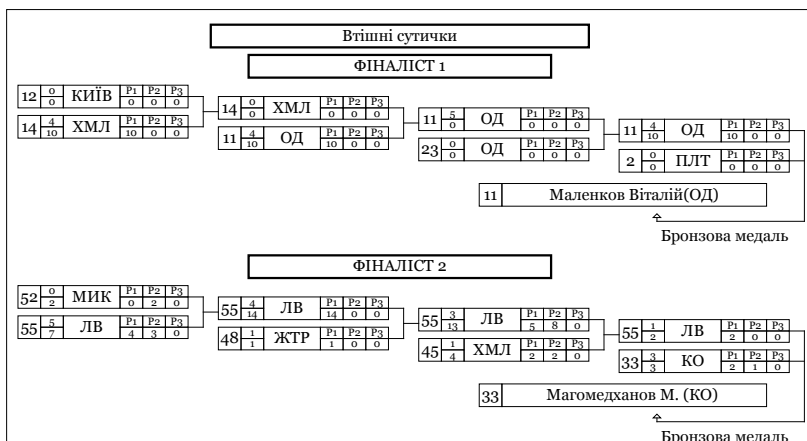 Втішні сутички
ФІНАЛІСТ 1
12 0 0 КИЇВ P1 P2 P3 0 0 0
14 4 10 ХМЛ P1 P2 P3 10 0 0
14 0 0 ХМЛ P1 P2 P3 0 0 0
11 4 10 ОД P1 P2 P3 10 0 0
11 5 0 ОД P1 P2 P3 0 0 0
23 0 0 ОД P1 P2 P3 0 0 0
11 4 10 ОД P1 P2 P3 10 0 0
2 0 0 ПЛТ P1 P2 P3 0 0 0
11 Маленков Віталій(ОД)
Бронзова медаль
ФІНАЛІСТ 2
52 0 2 МИК P1 P2 P3 0 2 0
55 5 7 ЛВ P1 P2 P3 4 3 0
55 4 14 ЛВ P1 P2 P3 14 0 0
48 1 1 ЖТР P1 P2 P3 1 0 0
55 3 13 ЛВ P1 P2 P3 5 8 0
45 1 4 ХМЛ P1 P2 P3 2 2 0
55 1 2 ЛВ P1 P2 P3 2 0 0
33 3 3 КО P1 P2 P3 2 1 0
33 Магомедханов М. (КО)
Бронзова медаль